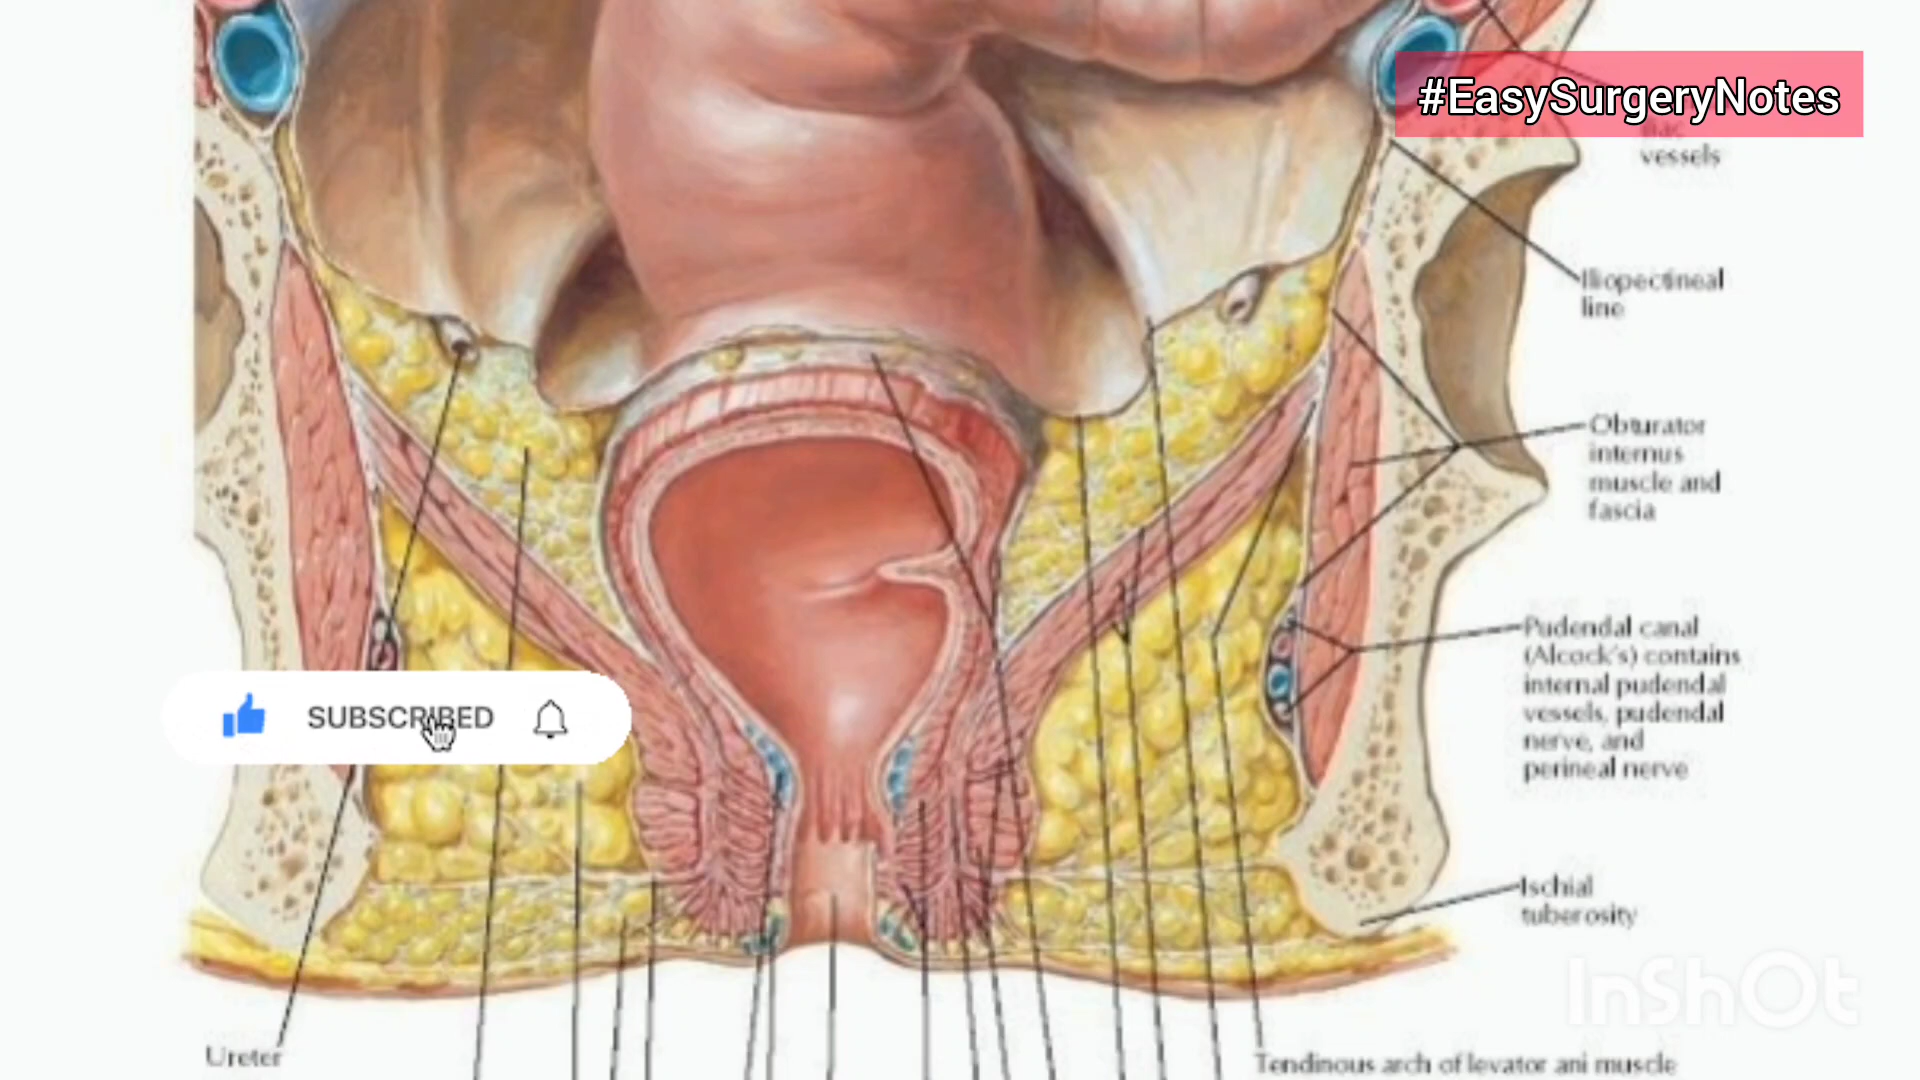 #EasySurgeryNotes
vessels
Iliopectineal
line
Obturator
internus
muscle and
fascia
Pudendal canal
(Alcock's) contains
internal pudendal
vessels, pudendal
nerve, and
perineal nerve
SUBSCRIBED
Ischial
tuberosity
InShOt
Ureter
Tendinous arch of levator ani muscle